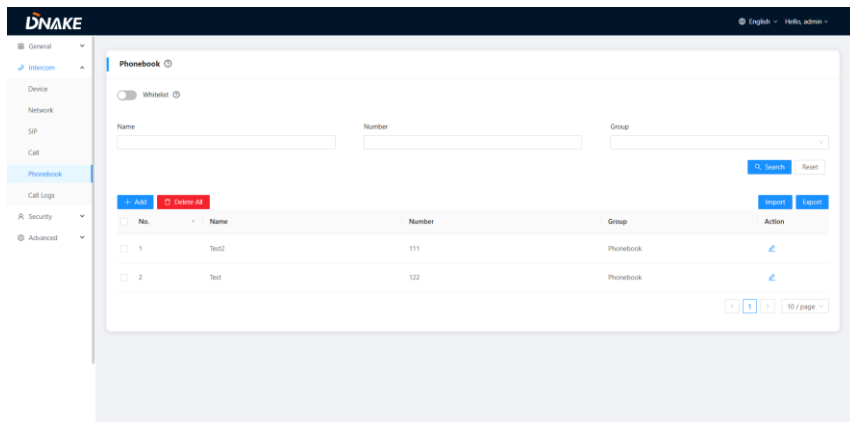 DNAKE
English Hello, admin
General
Intercom
Device
Network
SIP
Call
Phonebook
Call Logs
Security
Advanced
Phonebook
Whitelist
Name Number Group
Search Reset
+ Add Delete All Import Export
No. Name Number Group Action
1 Test2 111 Phonebook
2 Test 122 Phonebook
< 1 > 10 / page